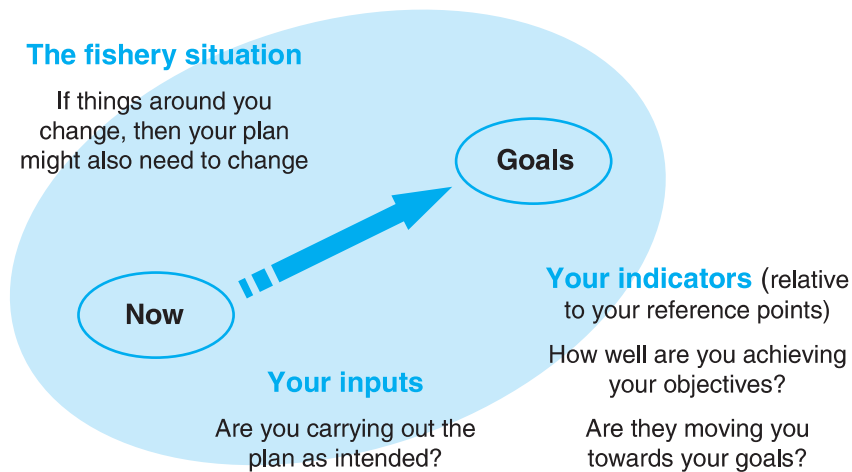 The fishery situation
If things around you
change, then your plan
might also need to change
Goals
Now
Your indicators (relative
to your reference points)
How well are you achieving
your objectives?
Are they moving you
towards your goals?
Your inputs
Are you carrying out the
plan as intended?